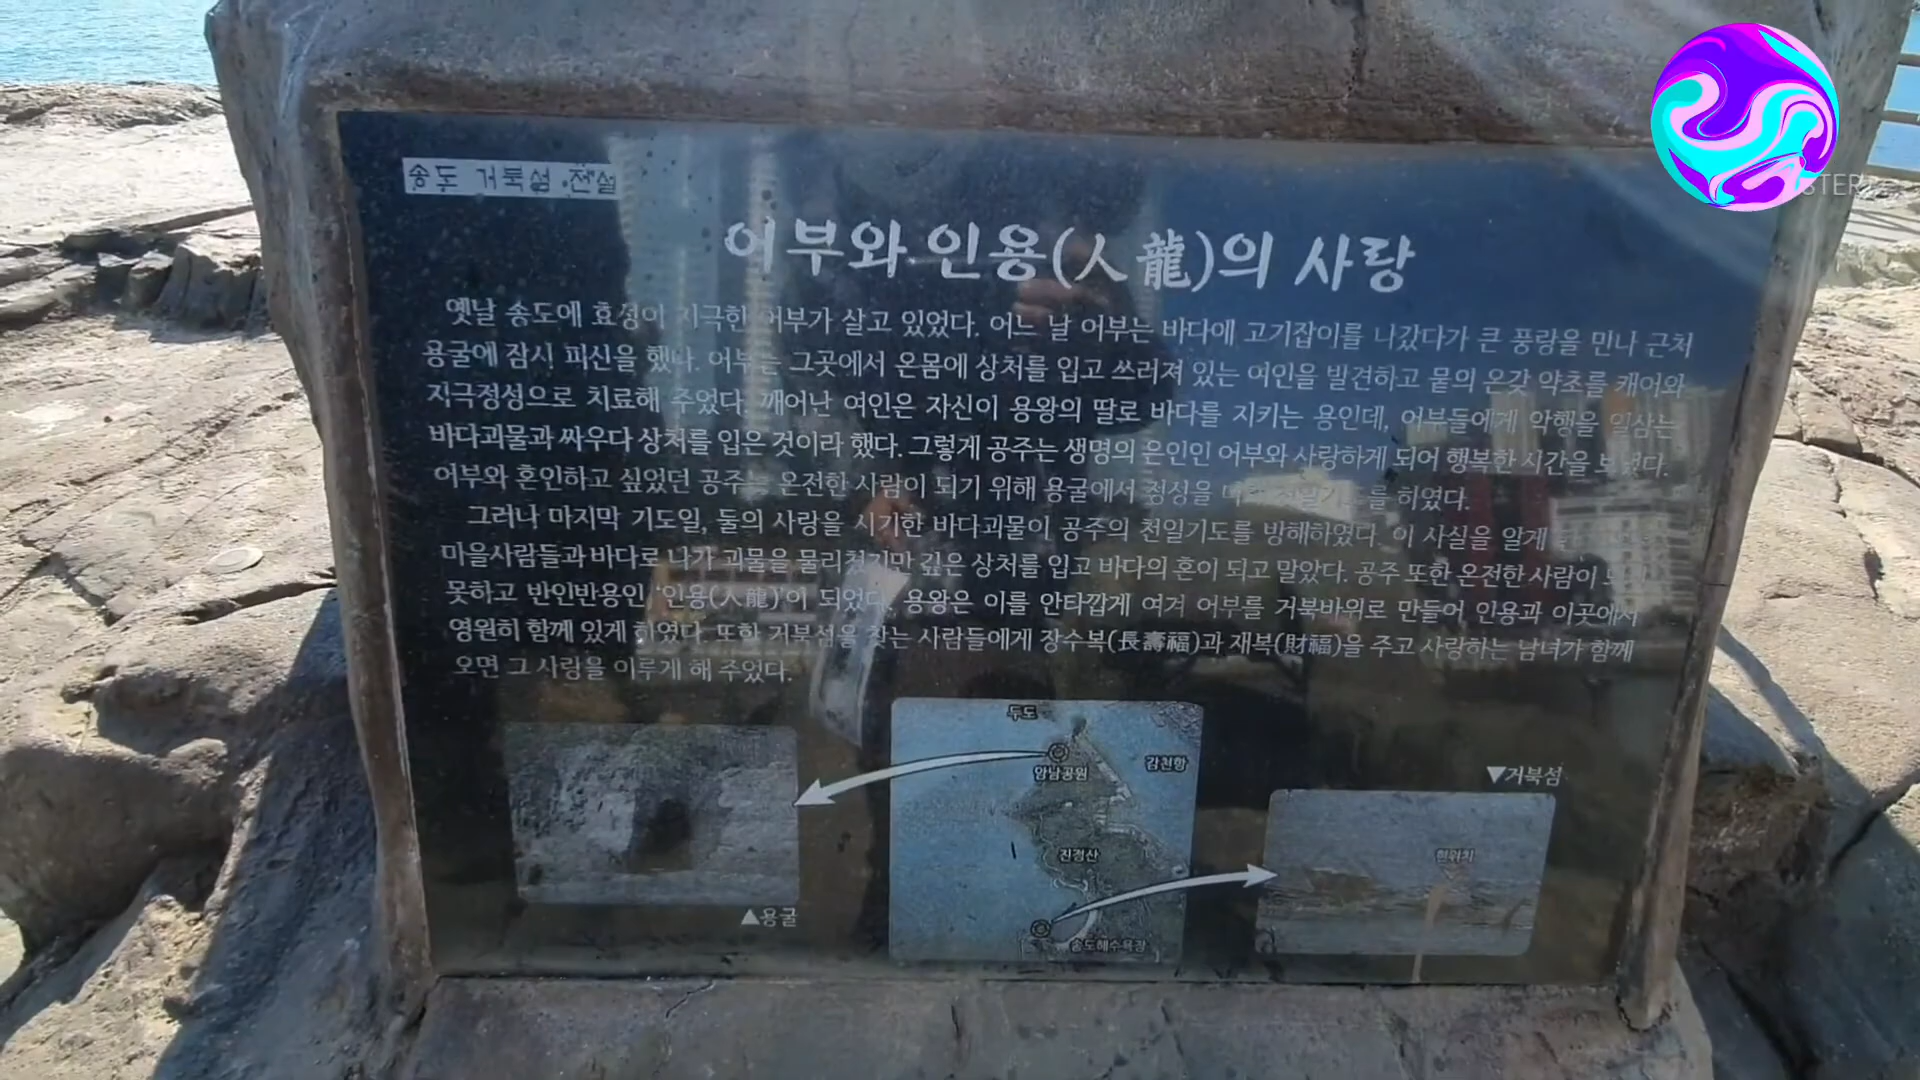 송도 거북섬 전설
어부와 인용(人龍)의 사랑
옛날 송도에 효성이 지극한 어부가 살고 있었다. 어느 날 어부는 바다에 고기잡이를 나갔다가 큰 풍랑을 만나 근처
용굴에 잠시 피신을 했다. 어부는 그곳에서 온몸에 상처를 입고 쓰러져 있는 여인을 발견하고 뭍의 온갖 약초를 캐어와
지극정성으로 치료해 주었다. 깨어난 여인은 자신이 용왕의 딸로 바다를 지키는 용인데, 어부들에게 악행을 일삼는
바다괴물과 싸우다 상처를 입은 것이라 했다. 그렇게 공주는 생명의 은인인 어부와 사랑하게 되어 행복한 시간을 보냈다.
어부와 혼인하고 싶었던 공주는 온전한 사람이 되기 위해 용굴에서 정성을 하였다.
그러나 마지막 기도일, 둘의 사랑을 시기한 바다괴물이 공주의 천일기도를 방해하였다. 이 사실을 알게
마을사람들과 바다로 나가 괴물을 물리쳤지만 깊은 상처를 입고 바다의 혼이 되고 말았다. 공주 또한 온전한 사람이
못하고 반인반용인 '인용(人龍)'이 되었다. 용왕은 이를 안타깝게 여겨 어부를 거북바위로 만들어 인용과 이곳에서
영원히 함께 있게 하였다. 또한 거북섬을 찾는 사람들에게 장수복(長壽福)과 재복(財福)을 주고 사랑하는 남녀가 함께
오면 그 사랑을 이루게 해 주었다.
두도
암남공원
감천항
▼거북섬
진정산
현위치
▲용굴
송도해수욕장